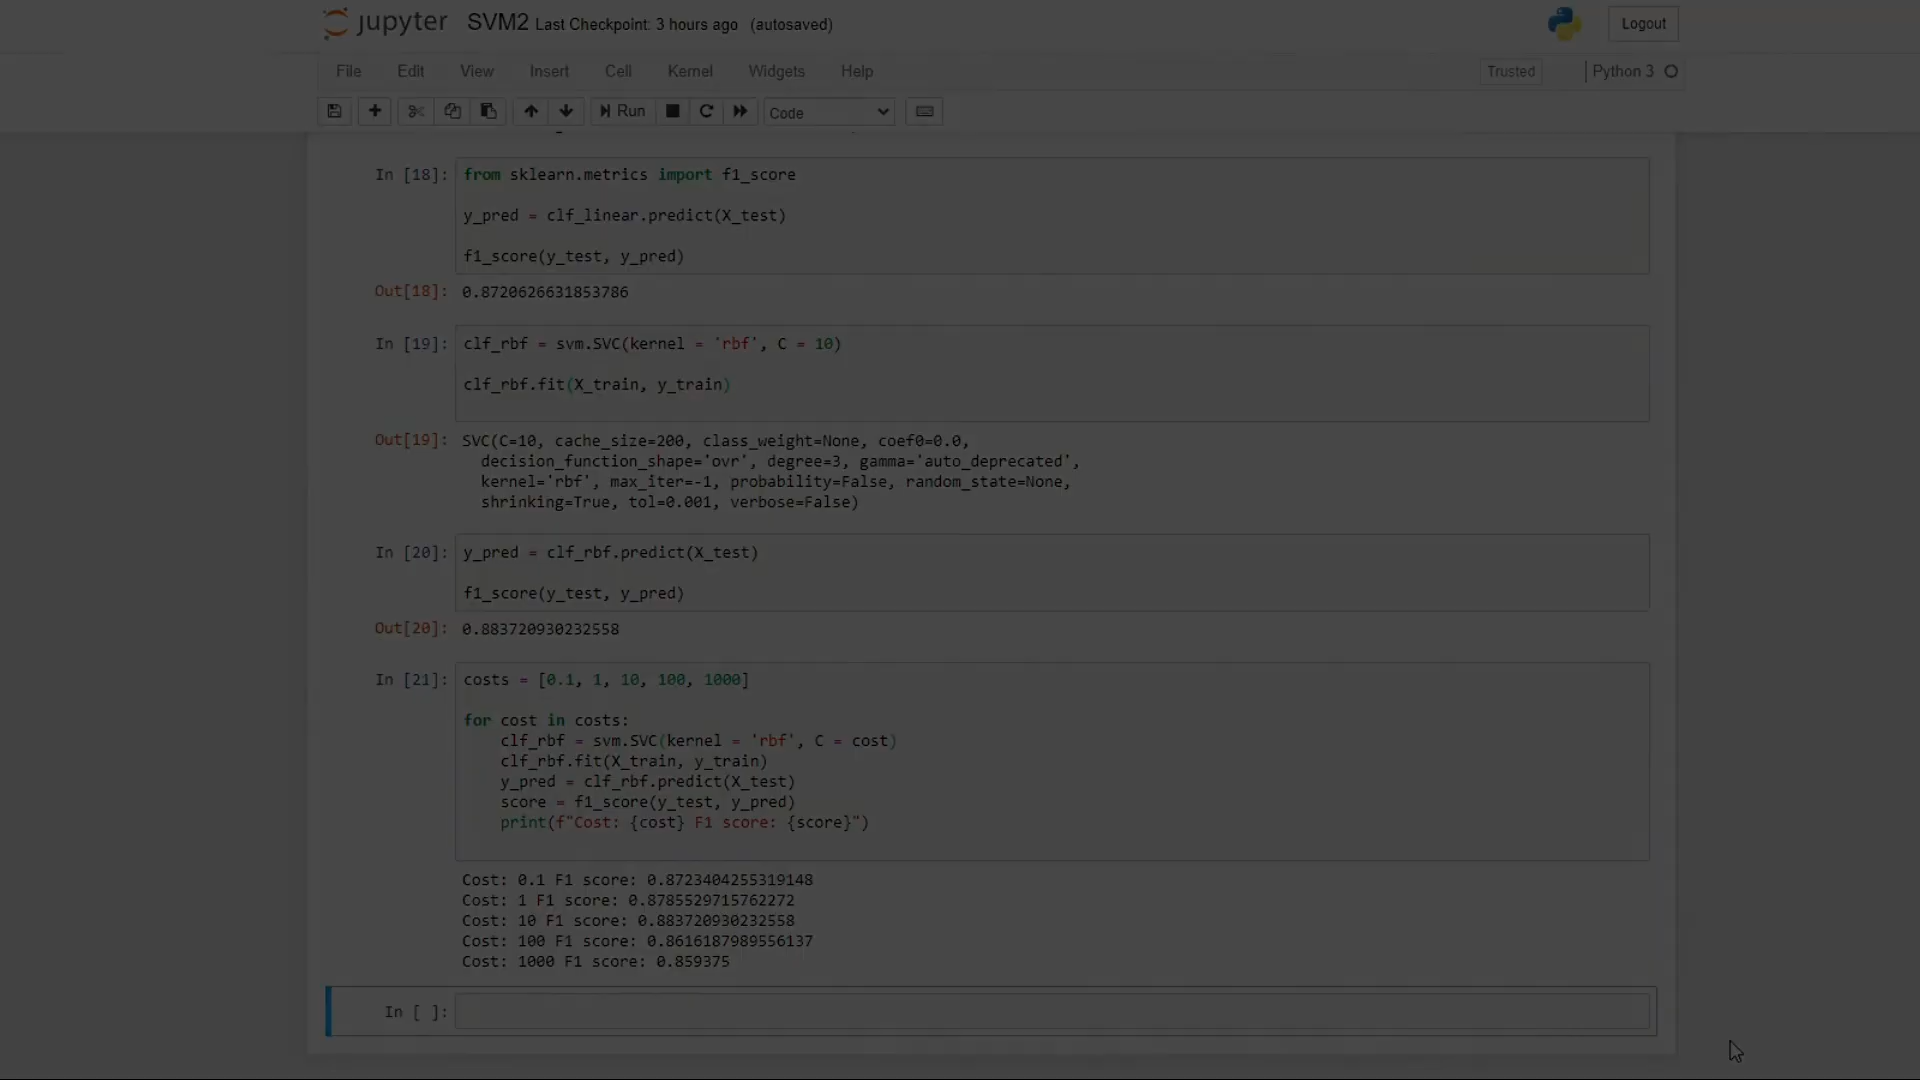 jupyter SVM2 Last Checkpoint: 3 hours ago (autosaved) Logout
File Edit View Insert Cell Kernel Widgets Help Trusted Python 3
Run Code
In [18]: from sklearn.metrics import f1_score
y_pred = clf_linear.predict(X_test)
f1_score(y_test, y_pred)
Out[18]: 0.8720626631853786
In [19]: clf_rbf = svm.SVC(kernel = 'rbf', C = 10)
clf_rbf.fit(X_train, y_train)
Out[19]: SVC(C=10, cache_size=200, class_weight=None, coef0=0.0,
decision_function_shape='ovr', degree=3, gamma='auto_deprecated',
kernel='rbf', max_iter=-1, probability=False, random_state=None,
shrinking=True, tol=0.001, verbose=False)
In [20]: y_pred = clf_rbf.predict(X_test)
f1_score(y_test, y_pred)
Out[20]: 0.883720930232558
In [21]: costs = [0.1, 1, 10, 100, 1000]
for cost in costs:
clf_rbf = svm.SVC(kernel = 'rbf', C = cost)
clf_rbf.fit(X_train, y_train)
y_pred = clf_rbf.predict(X_test)
score = f1_score(y_test, y_pred)
print(f"Cost: {cost} F1 score: {score}")
Cost: 0.1 F1 score: 0.8723404255319148
Cost: 1 F1 score: 0.8785529715762272
Cost: 10 F1 score: 0.883720930232558
Cost: 100 F1 score: 0.8616187989556137
Cost: 1000 F1 score: 0.859375
In [ ]: